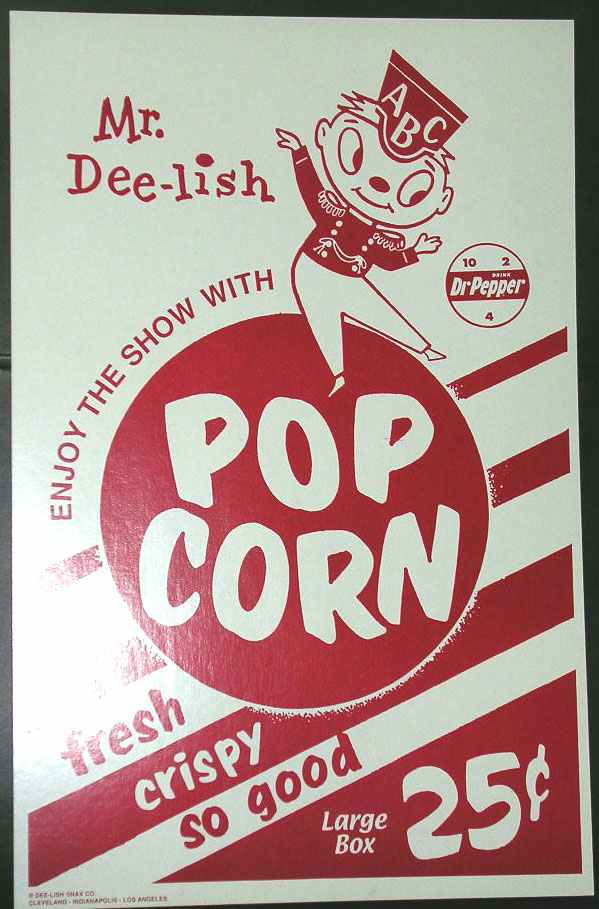 Mr.
Dee-lish
ABC
10 2
DRINK
Dr Pepper
4
ENJOY THE SHOW WITH
POP
CORN
fresh
crispy
so good
Large
Box
25¢
© DEE-LISH SNAX CO.
CLEVELAND - INDIANAPOLIS - LOS ANGELES